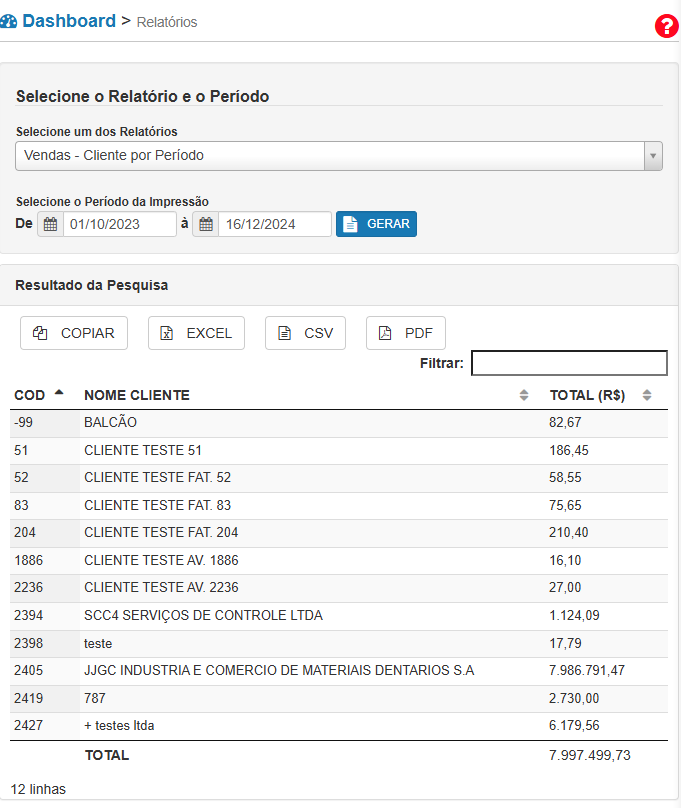 Dashboard > Relatórios
?
Selecione o Relatório e o Período
Selecione um dos Relatórios
Vendas - Cliente por Período
Selecione o Período da Impressão
De 01/10/2023 à 16/12/2024 GERAR
Resultado da Pesquisa
COPIAR EXCEL CSV PDF
Filtrar:
COD NOME CLIENTE TOTAL (R$)
-99 BALCÃO 82,67
51 CLIENTE TESTE 51 186,45
52 CLIENTE TESTE FAT. 52 58,55
83 CLIENTE TESTE FAT. 83 75,65
204 CLIENTE TESTE FAT. 204 210,40
1886 CLIENTE TESTE AV. 1886 16,10
2236 CLIENTE TESTE AV. 2236 27,00
2394 SCC4 SERVIÇOS DE CONTROLE LTDA 1.124,09
2398 teste 17,79
2405 JJGC INDUSTRIA E COMERCIO DE MATERIAIS DENTARIOS S.A 7.986.791,47
2419 787 2.730,00
2427 + testes ltda 6.179,56
TOTAL 7.997.499,73
12 linhas